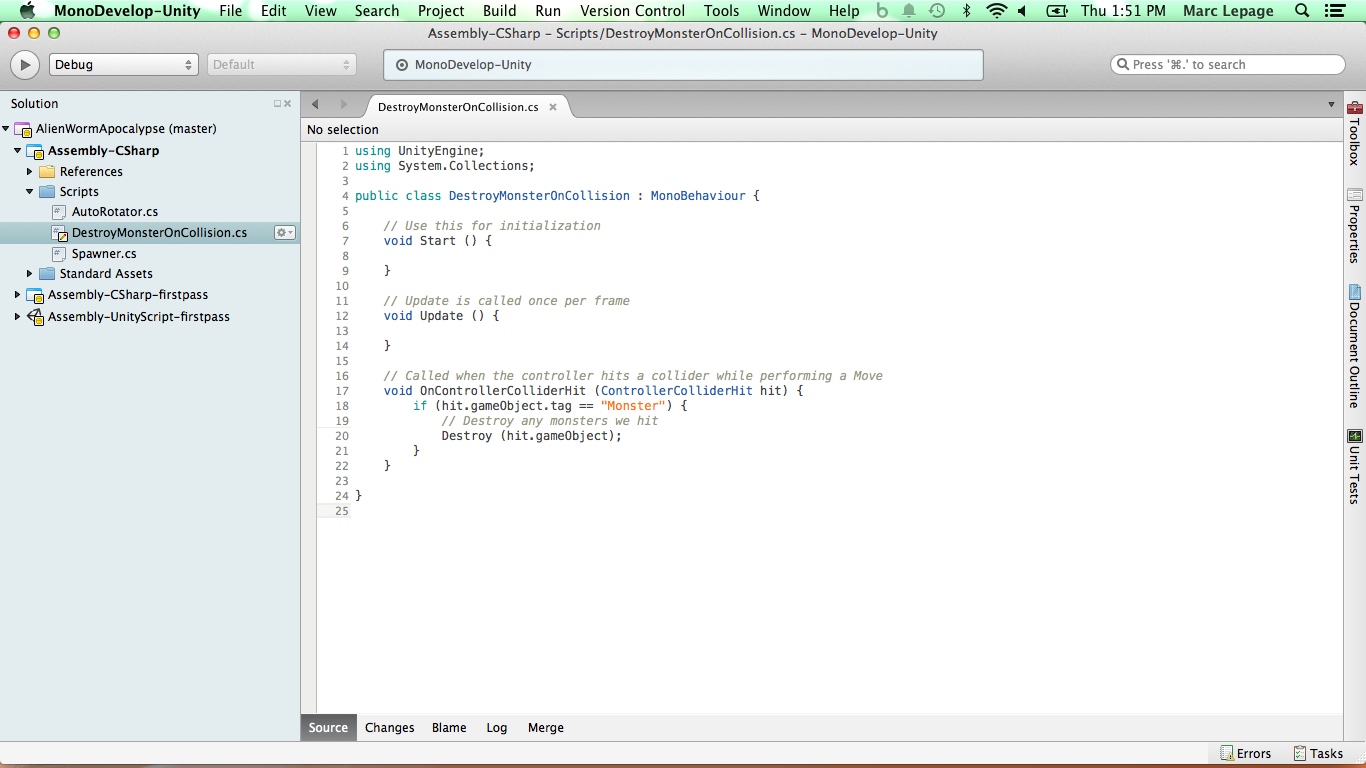 MonoDevelop-Unity File Edit View Search Project Build Run Version Control Tools Window Help Thu 1:51 PM Marc Lepage
Assembly-CSharp – Scripts/DestroyMonsterOnCollision.cs – MonoDevelop-Unity
Debug Default MonoDevelop-Unity Press '⌘.' to search
Solution
AlienWormApocalypse (master)
Assembly-CSharp
References
Scripts
AutoRotator.cs
DestroyMonsterOnCollision.cs
Spawner.cs
Standard Assets
Assembly-CSharp-firstpass
Assembly-UnityScript-firstpass
DestroyMonsterOnCollision.cs
No selection
1 using UnityEngine;
2 using System.Collections;
3
4 public class DestroyMonsterOnCollision : MonoBehaviour {
5
6 // Use this for initialization
7 void Start () {
8
9 }
10
11 // Update is called once per frame
12 void Update () {
13
14 }
15
16 // Called when the controller hits a collider while performing a Move
17 void OnControllerColliderHit (ControllerColliderHit hit) {
18 if (hit.gameObject.tag == "Monster") {
19 // Destroy any monsters we hit
20 Destroy (hit.gameObject);
21 }
22 }
23
24 }
25
Source Changes Blame Log Merge
Toolbox
Properties
Document Outline
Unit Tests
Errors Tasks